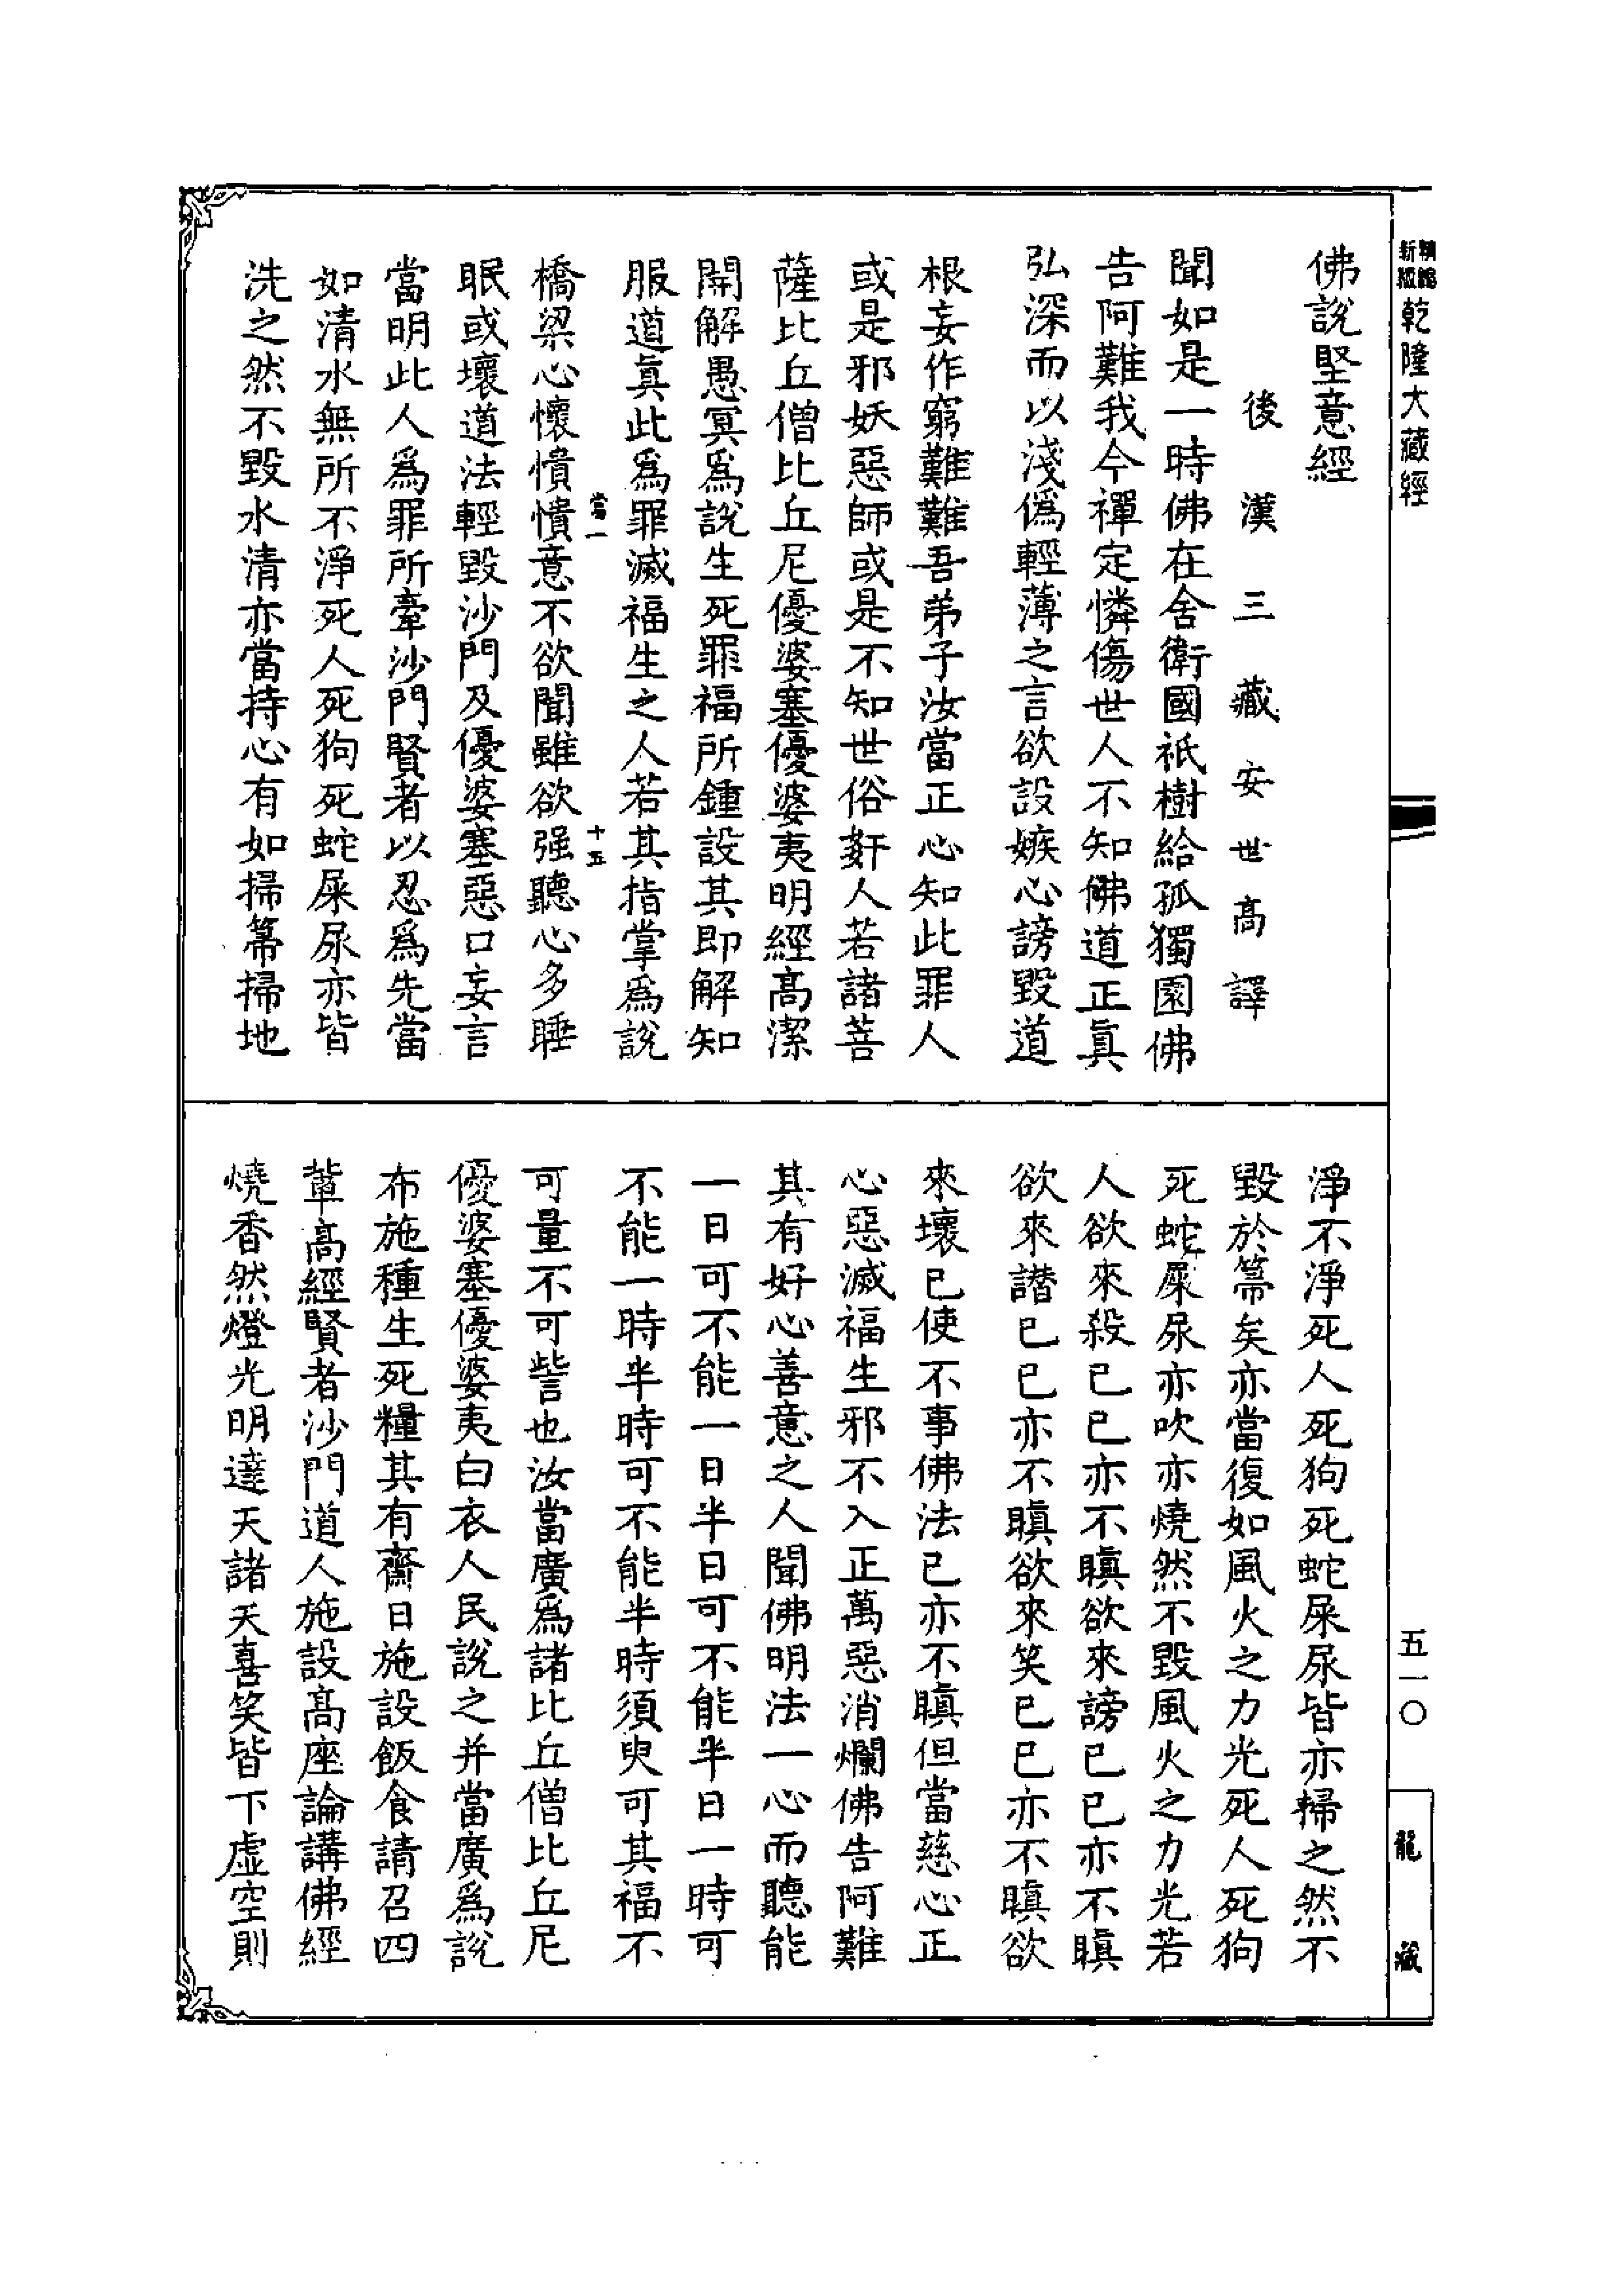 新編縮版乾隆大藏經
佛說堅意經
後漢三藏安世高譯
聞如是一時佛在舍衛國祇樹給孤獨園佛
告阿難我今禪定憐傷世人不知佛道正真
弘深而以淺偽輕薄之言欲設嫉心謗毀道
根妄作窮難難吾弟子汝當正心知此罪人
或是邪妖惡師或是不知世俗姧人若諸菩
薩比丘僧比丘尼優婆塞優婆夷明經高潔
開解愚冥為說生死罪福所鍾設其即解知
服道真此為罪滅福生之人若其指掌為說
當一
十五
橋梁心懷憒憒意不欲聞雖欲强聽心多睡
眠或壞道法輕毀沙門及優婆塞惡口妄言
當明此人為罪所牽沙門賢者以忍為先當
如清水無所不淨死人死狗死蛇屎尿亦皆
洗之然不毀水清亦當持心有如掃箒掃地
淨不淨死人死狗死蛇屎尿皆亦掃之然不
毀於箒矣亦當復如風火之力光死人死狗
死蛇屎尿亦吹亦燒然不毀風火之力光若
人欲來殺己己亦不瞋欲來謗己己亦不瞋
欲來譖己己亦不瞋欲來笑己己亦不瞋欲
來壞己使不事佛法己亦不瞋但當慈心正
心惡滅福生邪不入正萬惡消爛佛告阿難
其有好心善意之人聞佛明法一心而聽能
一日可不能一日半日可不能半日一時可
不能一時半時可不能半時須臾可其福不
可量不可訾也汝當廣為諸比丘僧比丘尼
優婆塞優婆夷白衣人民說之并當廣為說
布施種生死糧其有齋日施設飯食請召四
輩高經賢者沙門道人施設高座論講佛經
燒香然燈光明達天諸天喜笑皆下虛空則
五一〇
龍藏